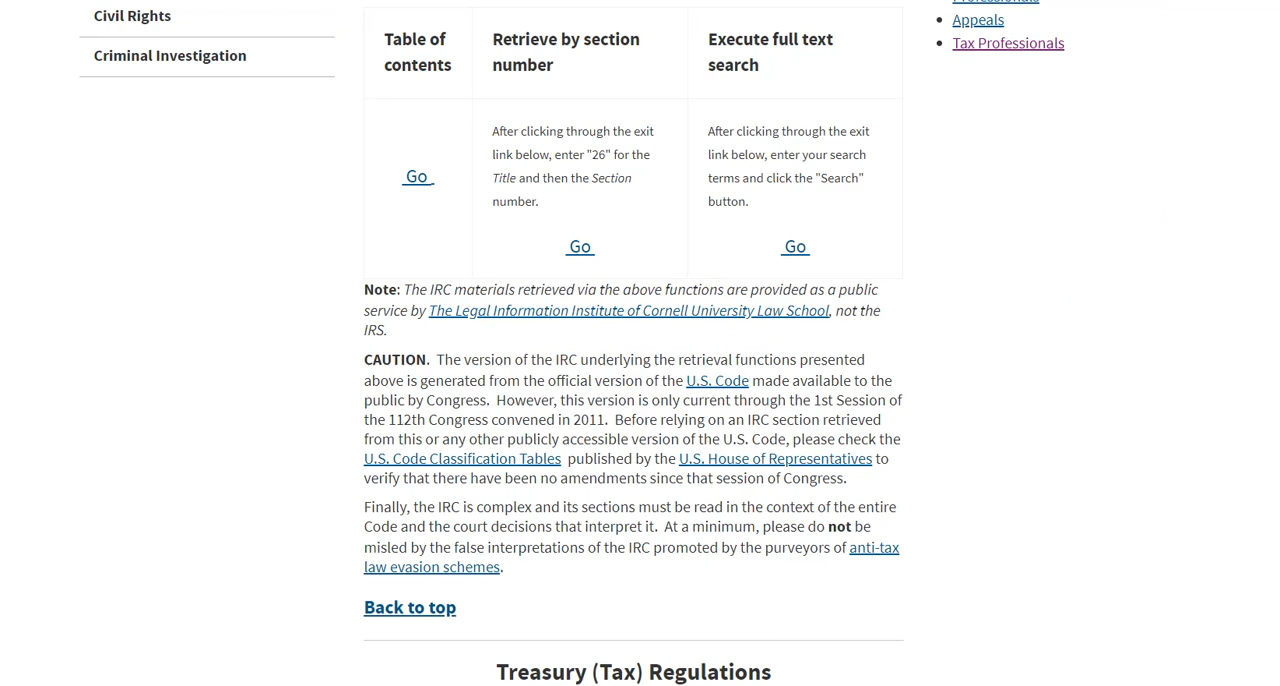 Civil Rights
Criminal Investigation
Table of
contents
Retrieve by section
number
Execute full text
search
Go
After clicking through the exit
link below, enter "26" for the
Title and then the Section
number.
Go
After clicking through the exit
link below, enter your search
terms and click the "Search"
button.
Go
Note: The IRC materials retrieved via the above functions are provided as a public
service by The Legal Information Institute of Cornell University Law School, not the
IRS.
CAUTION.  The version of the IRC underlying the retrieval functions presented
above is generated from the official version of the U.S. Code made available to the
public by Congress.  However, this version is only current through the 1st Session of
the 112th Congress convened in 2011.  Before relying on an IRC section retrieved
from this or any other publicly accessible version of the U.S. Code, please check the
U.S. Code Classification Tables  published by the U.S. House of Representatives to
verify that there have been no amendments since that session of Congress.
Finally, the IRC is complex and its sections must be read in the context of the entire
Code and the court decisions that interpret it.  At a minimum, please do not be
misled by the false interpretations of the IRC promoted by the purveyors of anti-tax
law evasion schemes.
Back to top
Treasury (Tax) Regulations
Appeals
Tax Professionals